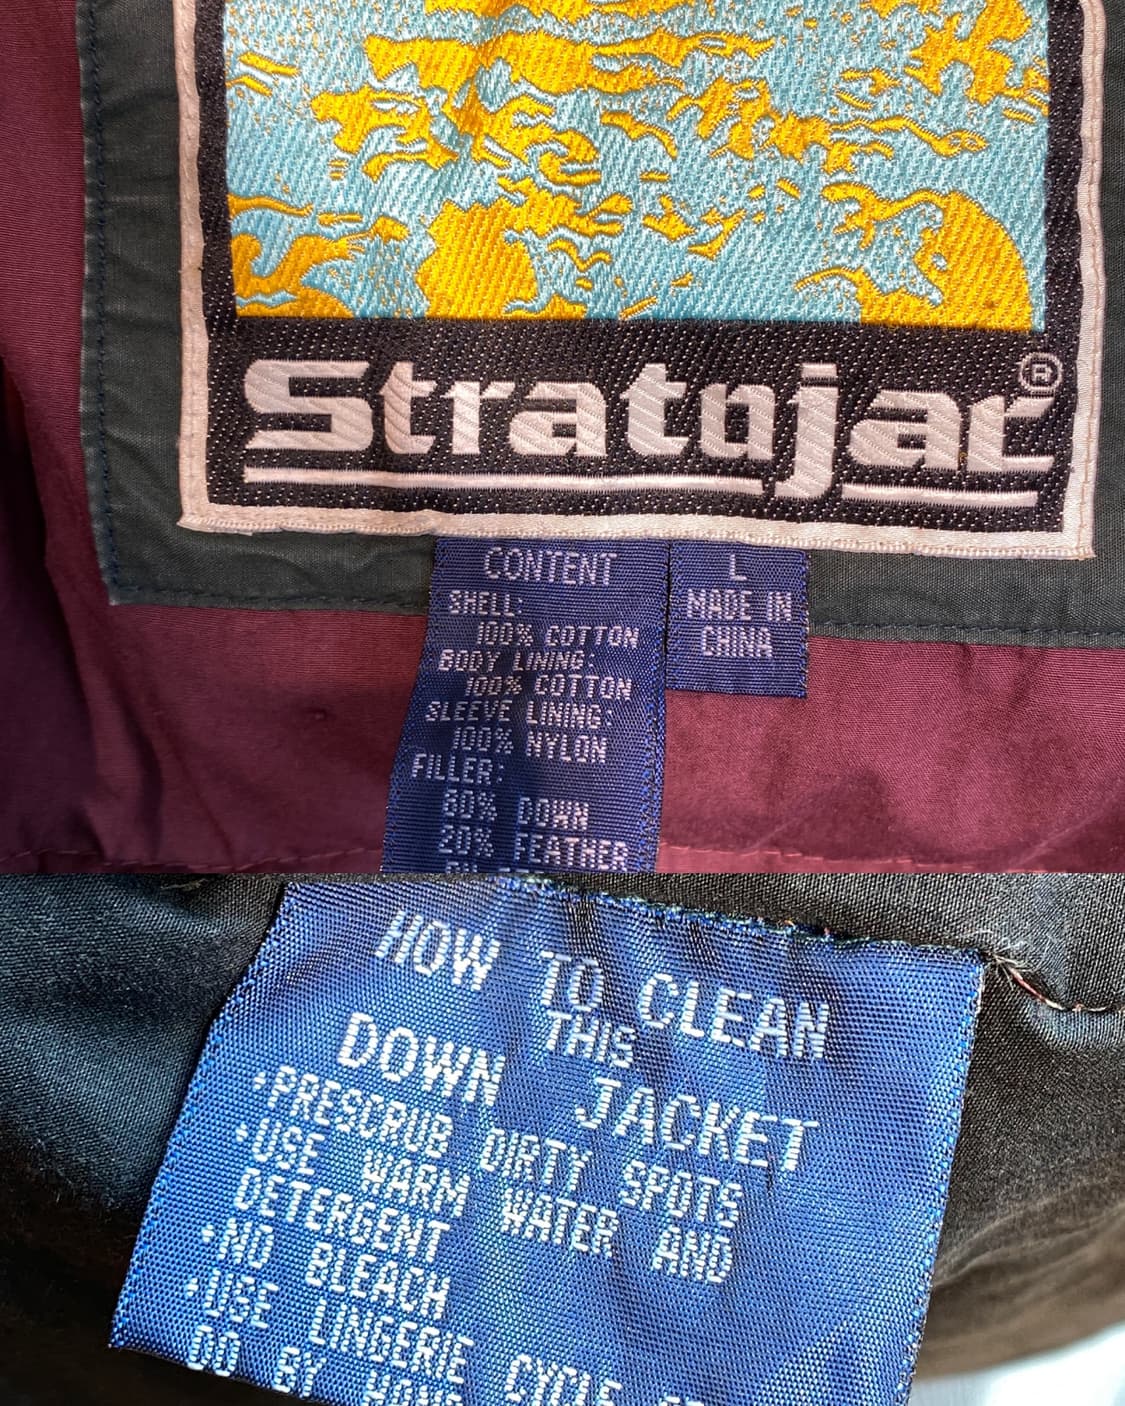 Stratojac®
CONTENT
SHELL:
100% COTTON
BODY LINING:
100% COTTON
SLEEVE LINING:
100% NYLON
FILLER:
80% DOWN
20% FEATHER
L
MADE IN
CHINA
HOW TO CLEAN
THIS
DOWN JACKET
•PRESCRUB DIRTY SPOTS
•USE WARM WATER AND
DETERGENT
•NO BLEACH
•USE LINGERIE CYCLE
DO BY